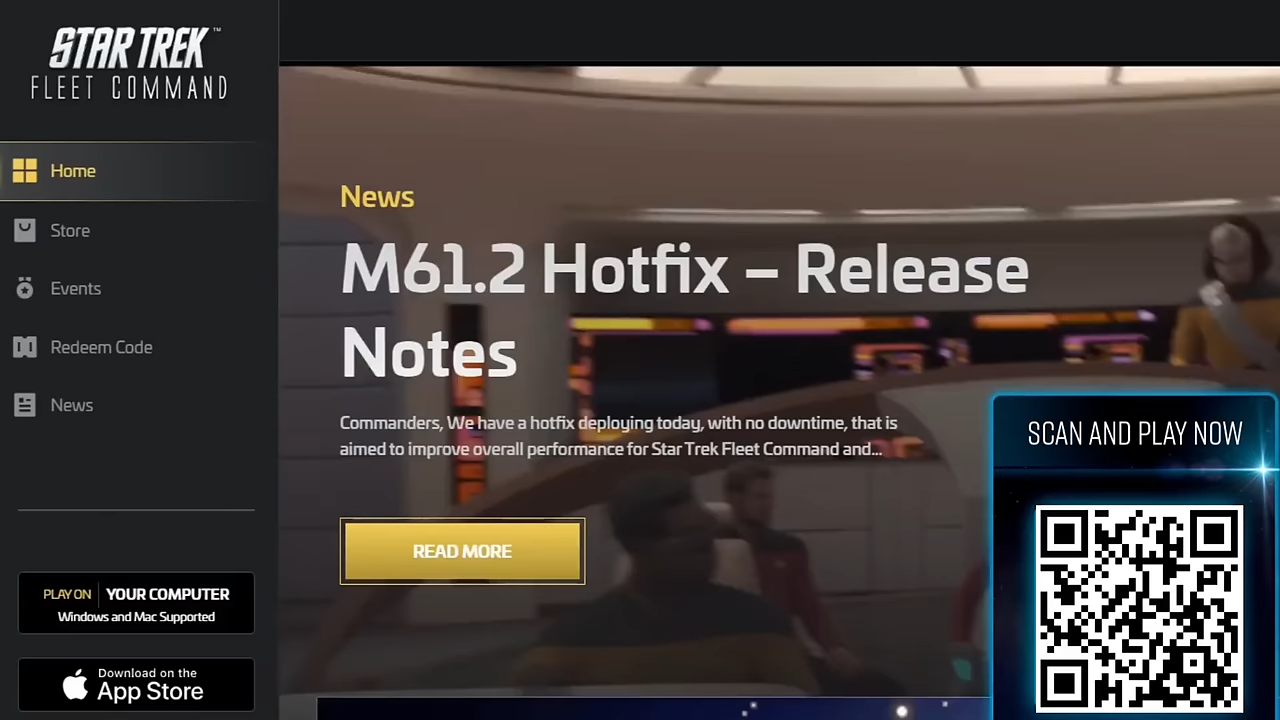 STAR TREK™
FLEET COMMAND
Home
Store
Events
Redeem Code
News
PLAY ON YOUR COMPUTER
Windows and Mac Supported
Download on the
App Store
News
M61.2 Hotfix – Release
Notes
Commanders, We have a hotfix deploying today, with no downtime, that is
aimed to improve overall performance for Star Trek Fleet Command and...
READ MORE
SCAN AND PLAY NOW